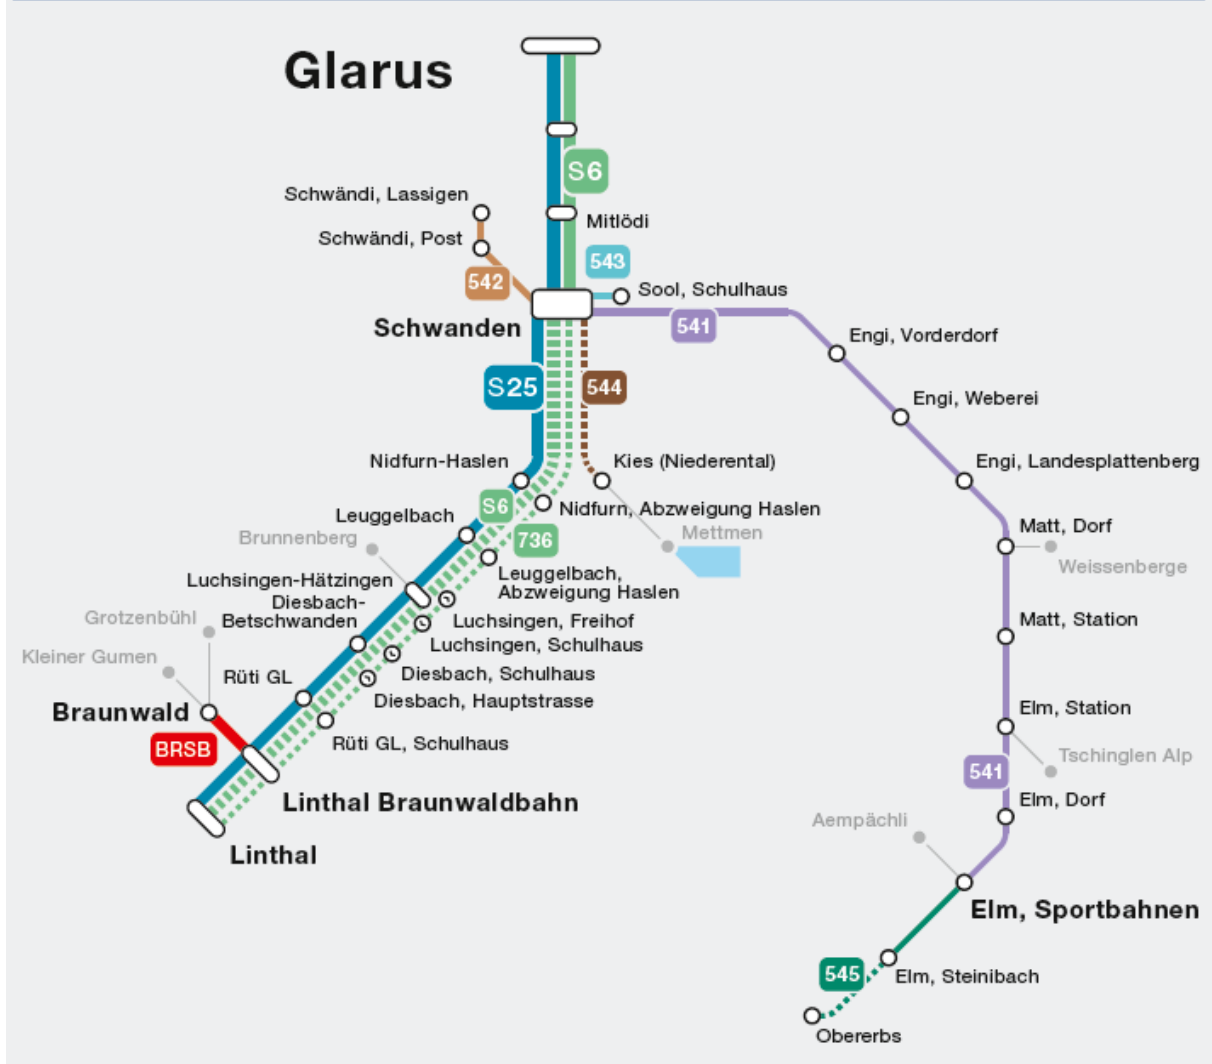 Glarus
S6
Schwändi, Lassigen
Mitlödi
Schwändi, Post
543
542
Sool, Schulhaus
Schwanden
541
Engi, Vorderdorf
S25
544
Engi, Weberei
Nidfurn-Haslen
Kies (Niederental)
Engi, Landesplattenberg
S6
Nidfurn, Abzweigung Haslen
Leuggelbach
Matt, Dorf
Brunnenberg
736
Mettmen
Weissenberge
Luchsingen-Hätzingen
Leuggelbach,
Abzweigung Haslen
Diesbach-
Betschwanden
Grotzenbühl
Luchsingen, Freihof
Matt, Station
Luchsingen, Schulhaus
Kleiner Gumen
Rüti GL
Diesbach, Schulhaus
Diesbach, Hauptstrasse
Braunwald
Elm, Station
Rüti GL, Schulhaus
BRSB
Tschinglen Alp
541
Linthal Braunwaldbahn
Elm, Dorf
Aempächli
Linthal
Elm, Sportbahnen
545
Elm, Steinibach
Obererbs